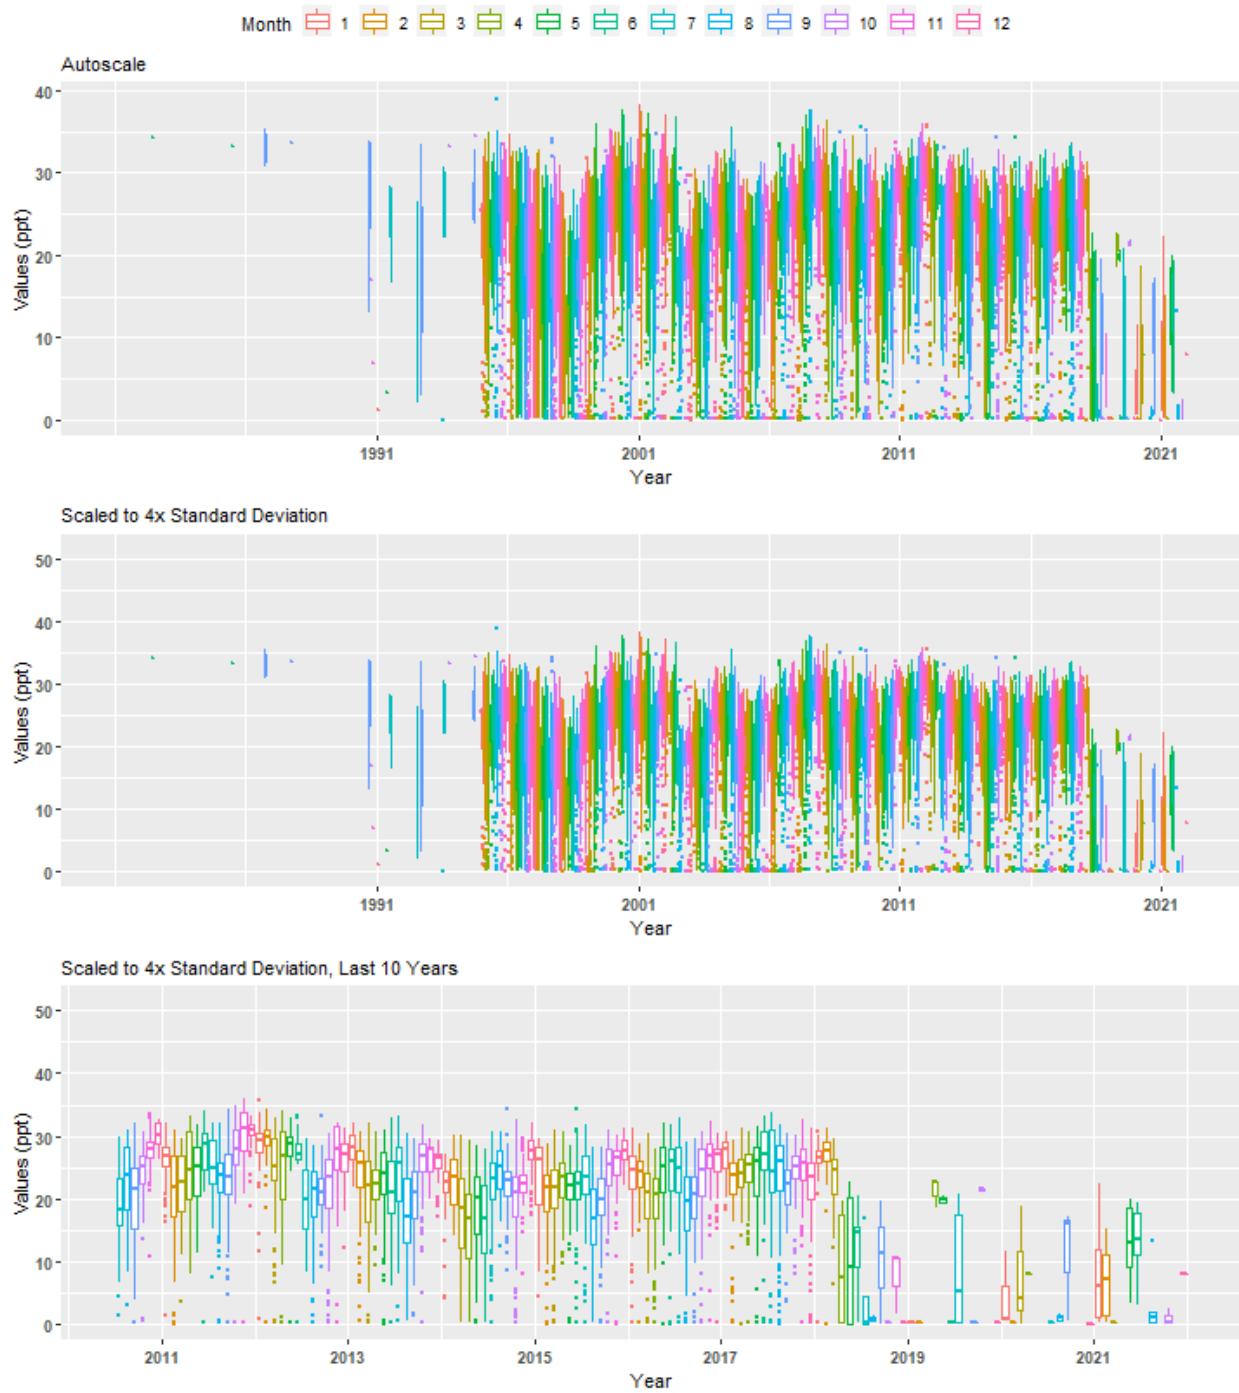 Month 1 2 3 4 5 6 7 8 9 10 11 12
Autoscale
40
30
20
10
0
Values (ppt)
1991 2001 2011 2021
Year
Scaled to 4x Standard Deviation
50
40
30
20
10
0
Values (ppt)
1991 2001 2011 2021
Year
Scaled to 4x Standard Deviation, Last 10 Years
50
40
30
20
10
0
Values (ppt)
2011 2013 2015 2017 2019 2021
Year